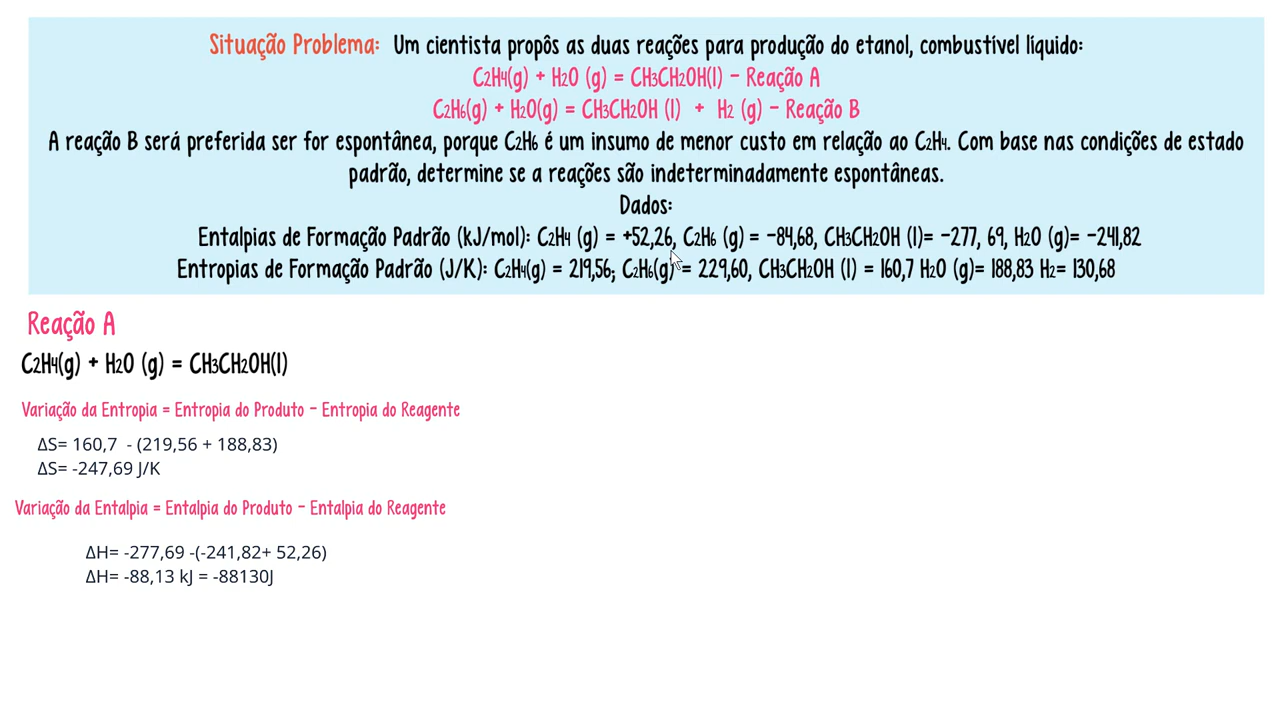 Situação Problema: Um cientista propôs as duas reações para produção do etanol, combustível líquido:
C2H4(g) + H2O (g) = CH3CH2OH(l) - Reação A
C2H6(g) + H2O(g) = CH3CH2OH (l) + H2 (g) - Reação B
A reação B será preferida ser for espontânea, porque C2H6 é um insumo de menor custo em relação ao C2H4. Com base nas condições de estado
padrão, determine se a reações são indeterminadamente espontâneas.
Dados:
Entalpias de Formação Padrão (kJ/mol): C2H4 (g) = +52,26, C2H6 (g) = -84,68, CH3CH2OH (l)= -277, 69, H2O (g)= -241,82
Entropias de Formação Padrão (J/K): C2H4(g) = 219,56; C2H6(g) = 229,60, CH3CH2OH (l) = 160,7 H2O (g)= 188,83 H2= 130,68
Reação A
C2H4(g) + H2O (g) = CH3CH2OH(l)
Variação da Entropia = Entropia do Produto - Entropia do Reagente
ΔS= 160,7 - (219,56 + 188,83)
ΔS= -247,69 J/K
Variação da Entalpia = Entalpia do Produto - Entalpia do Reagente
ΔH= -277,69 -(-241,82+ 52,26)
ΔH= -88,13 kJ = -88130J